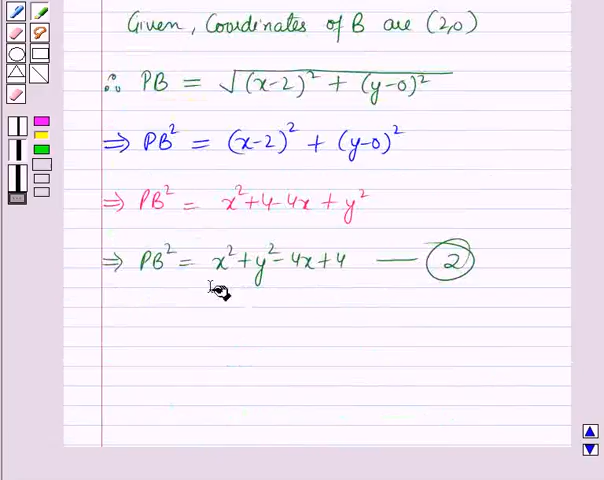 Given, Coordinates of B are (2,0)
∴ PB = √(x-2)² + (y-0)²
⇒ PB² = (x-2)² + (y-0)²
⇒ PB² = x²+4-4x+y²
⇒ PB² = x²+y²-4x+4 — 2